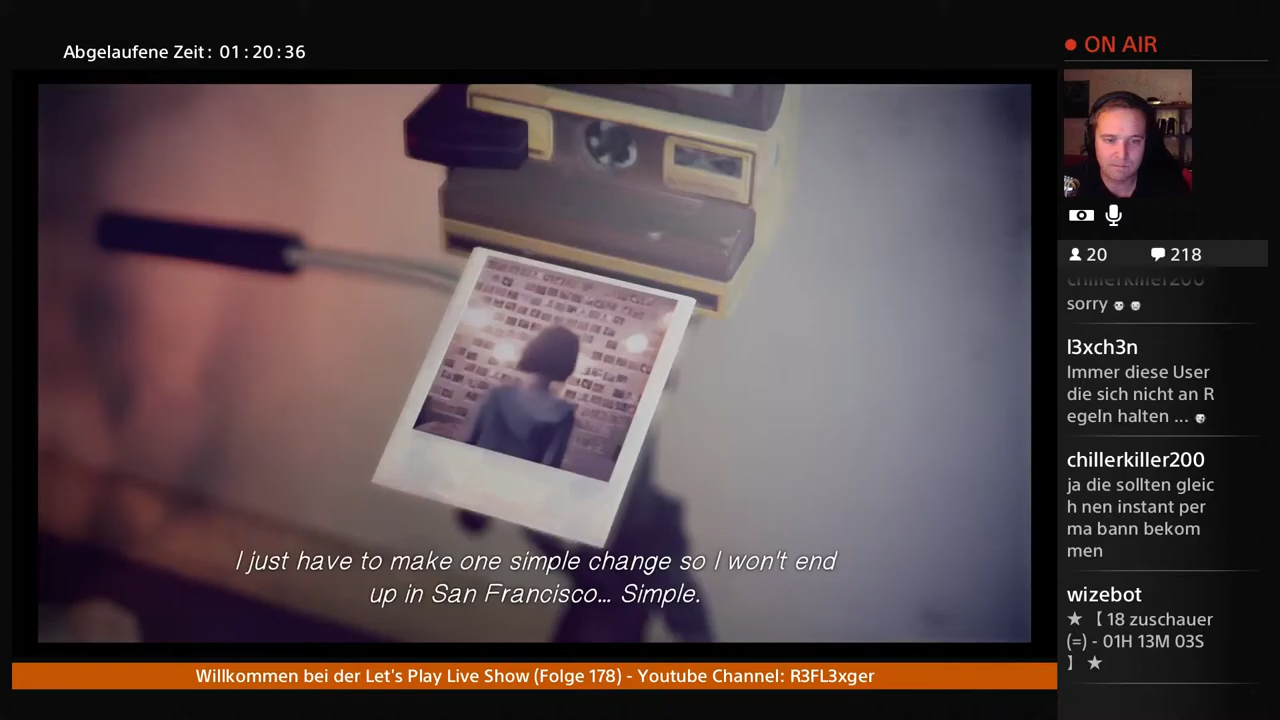 Abgelaufene Zeit: 01:20:36
ON AIR
20 218
chillerkiller200
sorry
l3xch3n
Immer diese User
die sich nicht an R
egeln halten ...
chillerkiller200
ja die sollten gleic
h nen instant per
ma bann bekom
men
wizebot
★ 【 18 zuschauer
(=) - 01H 13M 03S
】 ★
I just have to make one simple change so I won't end
up in San Francisco... Simple.
Willkommen bei der Let's Play Live Show (Folge 178) - Youtube Channel: R3FL3xger